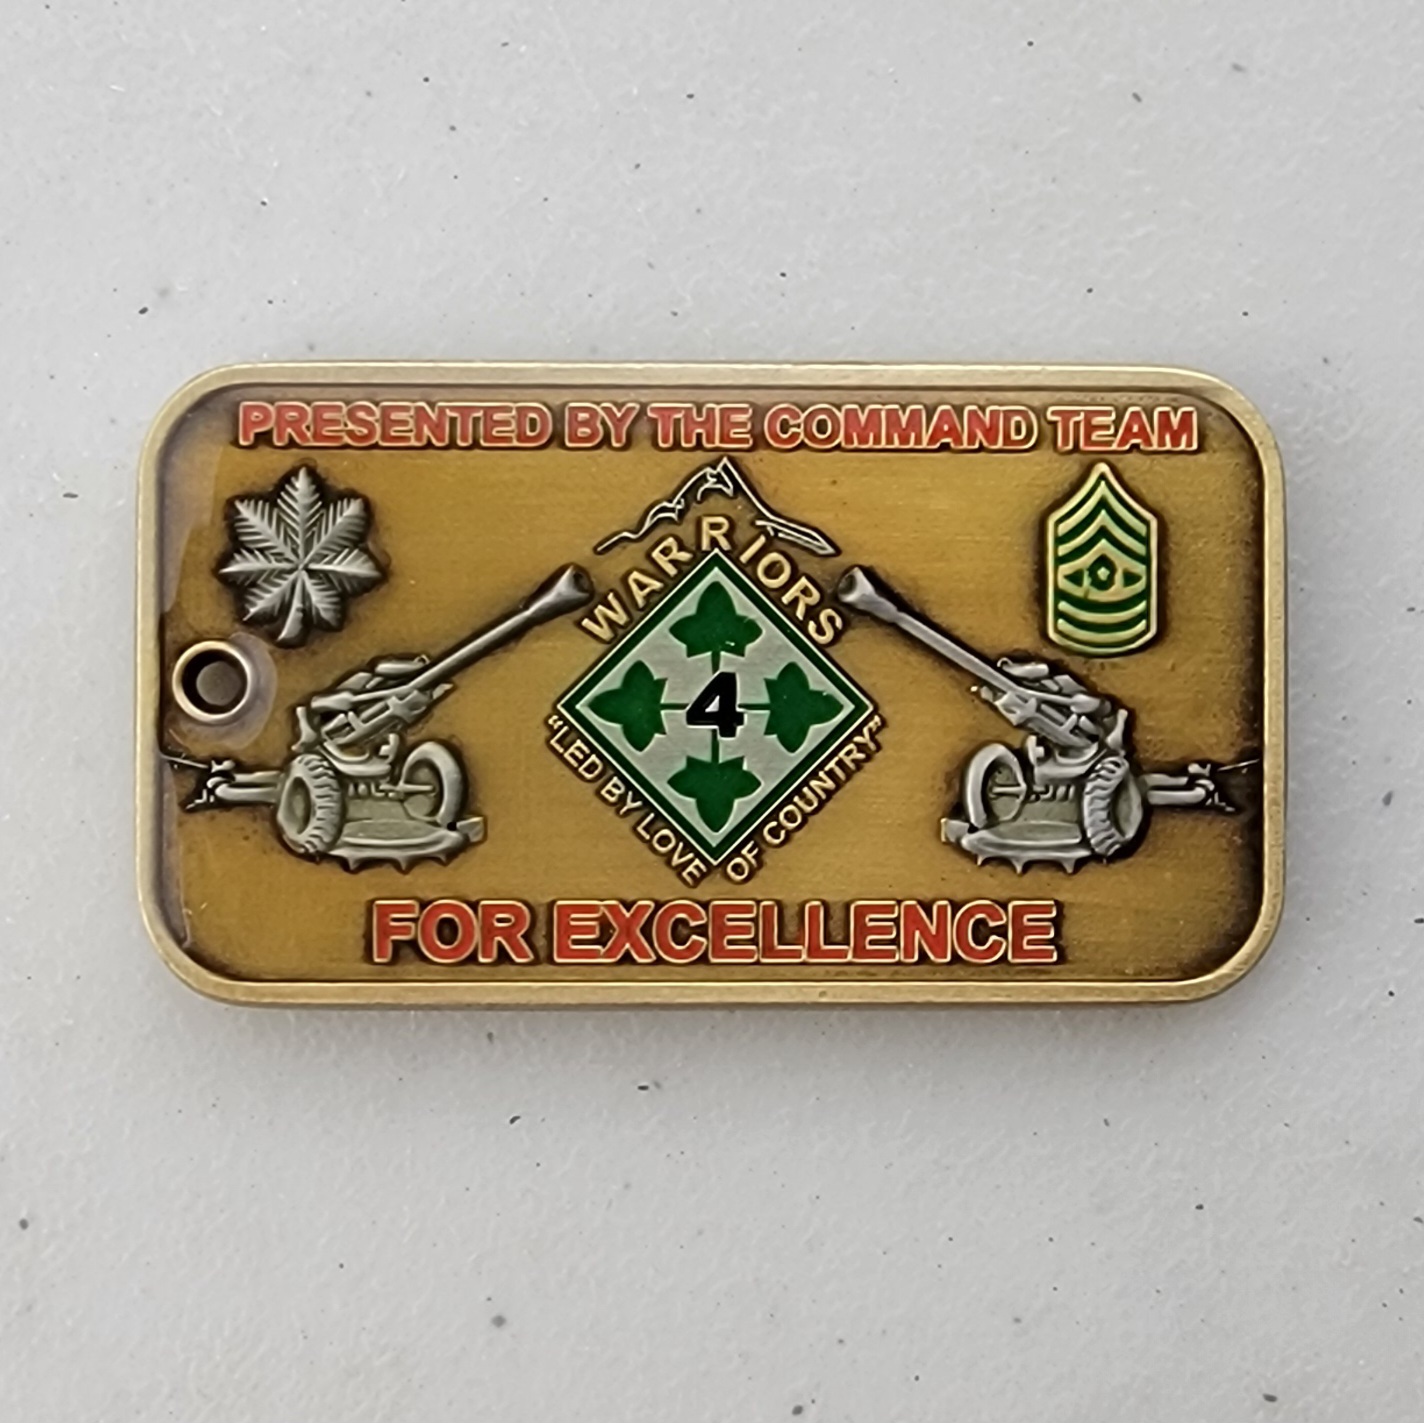 PRESENTED BY THE COMMAND TEAM
WARRIORS
4
"LED BY LOVE OF COUNTRY"
FOR EXCELLENCE